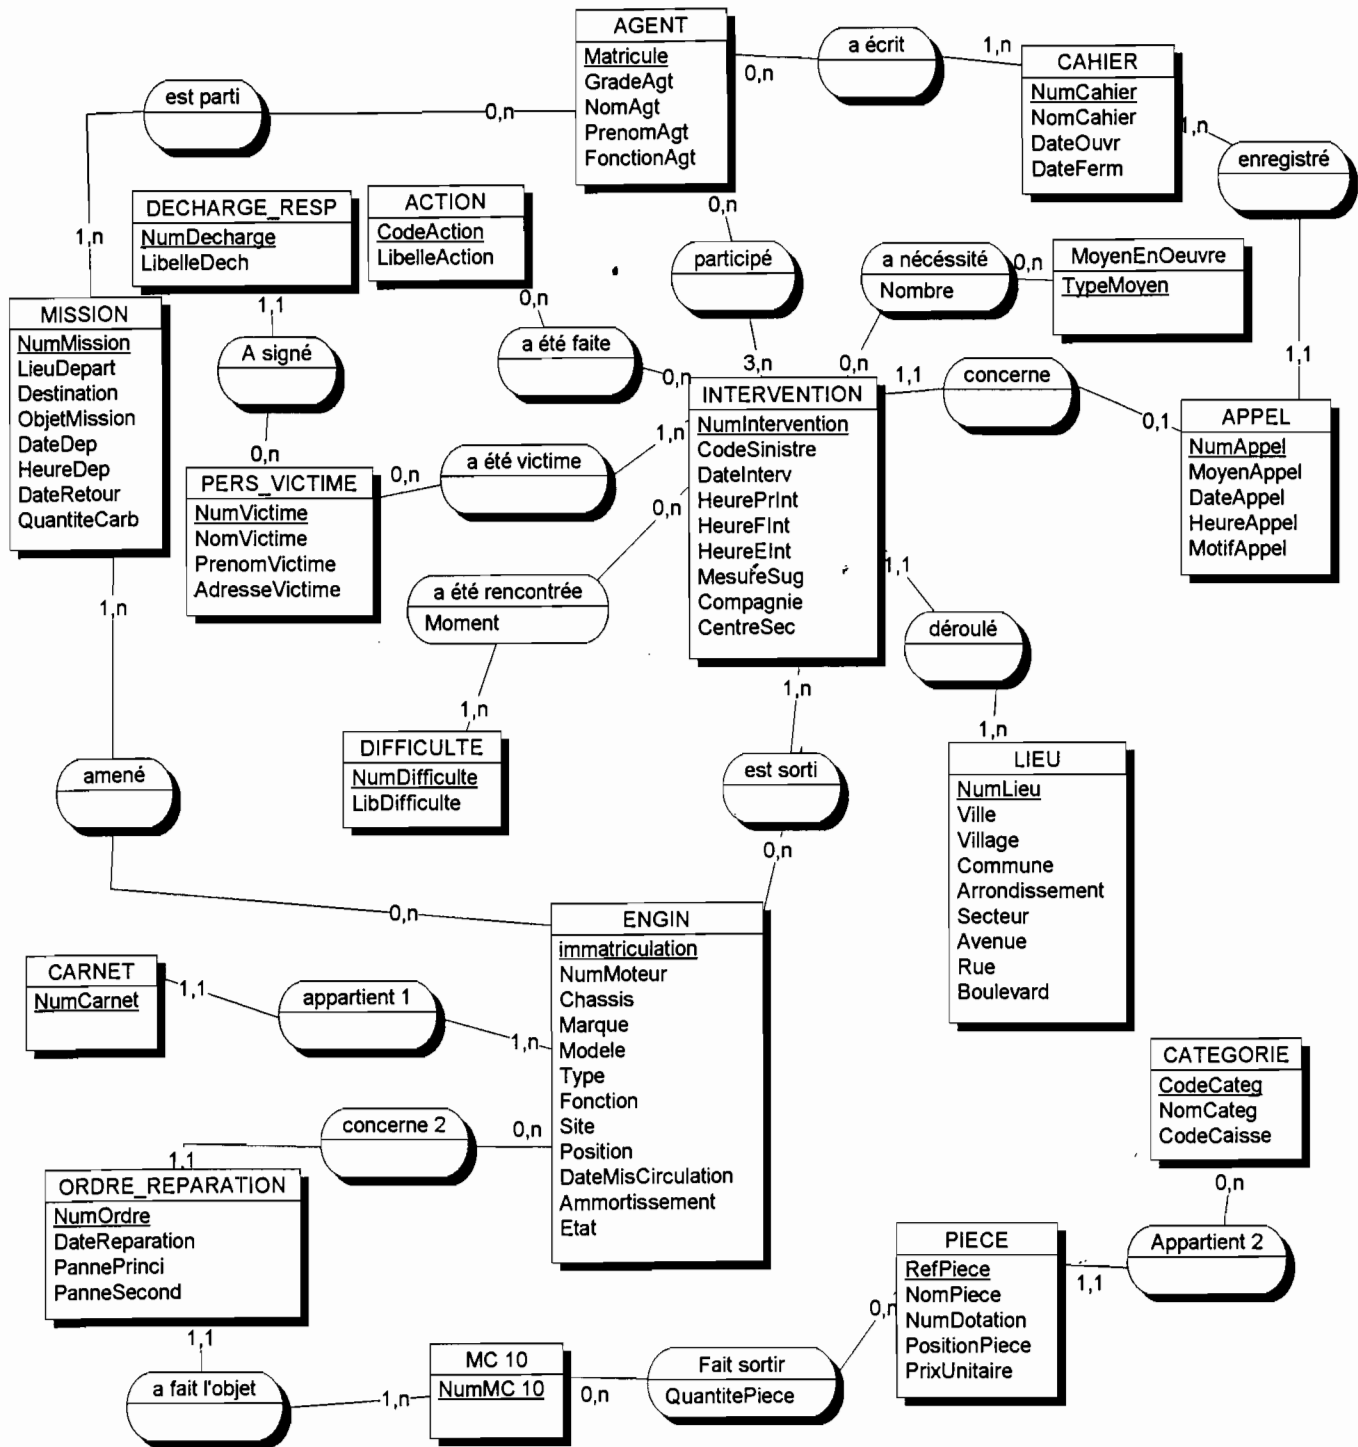 AGENT
Matricule
GradeAgt
NomAgt
PrenomAgt
FonctionAgt
a écrit
0,n
1,n
CAHIER
NumCahier
NomCahier
DateOuvr
DateFerm
est parti
0,n
1,n
1,n
enregistré
1,1
DECHARGE_RESP
NumDecharge
LibelleDech
ACTION
CodeAction
LibelleAction
0,n
participé
3,n
a nécéssité
Nombre
0,n
0,n
MoyenEnOeuvre
TypeMoyen
MISSION
NumMission
LieuDepart
Destination
ObjetMission
DateDep
HeureDep
DateRetour
QuantiteCarb
1,1
A signé
0,n
0,n
a été faite
0,n
INTERVENTION
NumIntervention
CodeSinistre
DateInterv
HeurePrInt
HeureFInt
HeureEInt
MesureSug
Compagnie
CentreSec
1,1
concerne
0,1
APPEL
NumAppel
MoyenAppel
DateAppel
HeureAppel
MotifAppel
PERS_VICTIME
NumVictime
NomVictime
PrenomVictime
AdresseVictime
0,n
a été victime
1,n
0,n
a été rencontrée
Moment
1,n
1,1
déroulé
1,n
1,n
DIFFICULTE
NumDifficulte
LibDifficulte
1,n
est sorti
0,n
LIEU
NumLieu
Ville
Village
Commune
Arrondissement
Secteur
Avenue
Rue
Boulevard
amené
0,n
ENGIN
immatriculation
NumMoteur
Chassis
Marque
Modele
Type
Fonction
Site
Position
DateMisCirculation
Ammortissement
Etat
CARNET
NumCarnet
1,1
appartient 1
1,n
concerne 2
0,n
1,1
ORDRE_REPARATION
NumOrdre
DateReparation
PannePrinci
PanneSecond
CATEGORIE
CodeCateg
NomCateg
CodeCaisse
0,n
Appartient 2
1,1
PIECE
RefPiece
NomPiece
NumDotation
PositionPiece
PrixUnitaire
0,n
1,1
a fait l'objet
1,n
MC 10
NumMC 10
0,n
Fait sortir
QuantitePiece